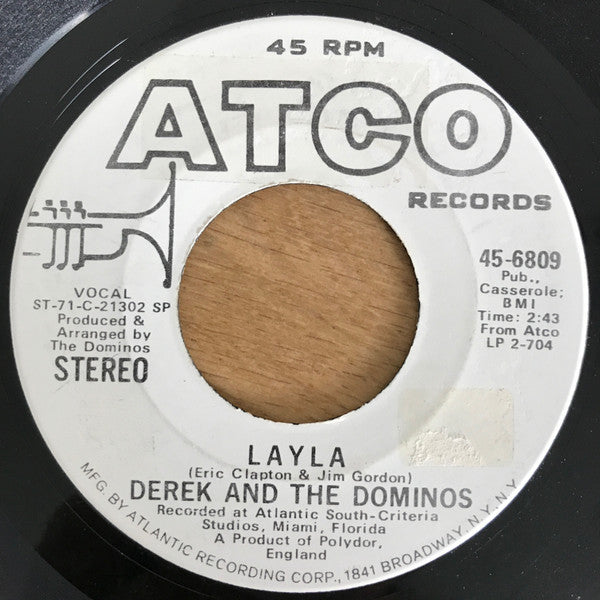 45 RPM
ATCO
RECORDS
VOCAL
ST-71-C-21302 SP
Produced &
Arranged by
The Dominos
STEREO
45-6809
Pub.,
Casserole;
BMI
Time: 2:43
From Atco
LP 2-704
LAYLA
(Eric Clapton & Jim Gordon)
DEREK AND THE DOMINOS
Recorded at Atlantic South-Criteria
Studios, Miami, Florida
A Product of Polydor,
England
MFG. BY ATLANTIC RECORDING CORP., 1841 BROADWAY, N.Y. N.Y.